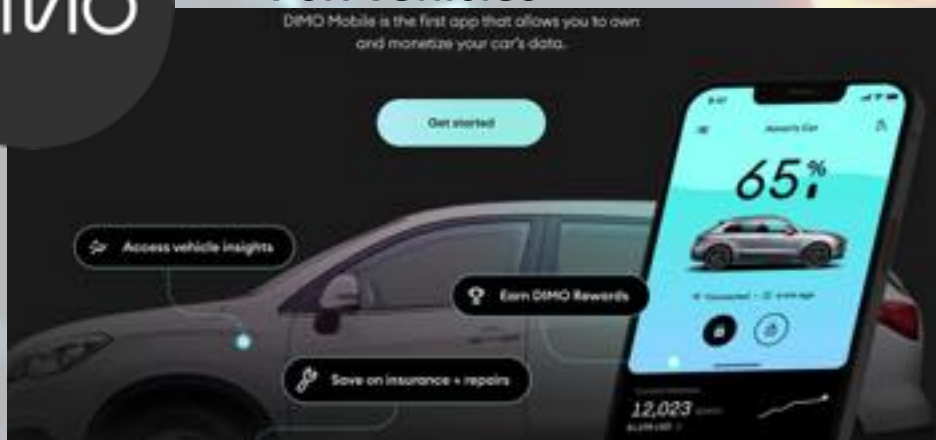 DIMO Mobile is the first app that allows you to own
and monetize your car's data.
Get started
65%
Access vehicle insights
Earn DIMO Rewards
Save on insurance + repairs
12,023